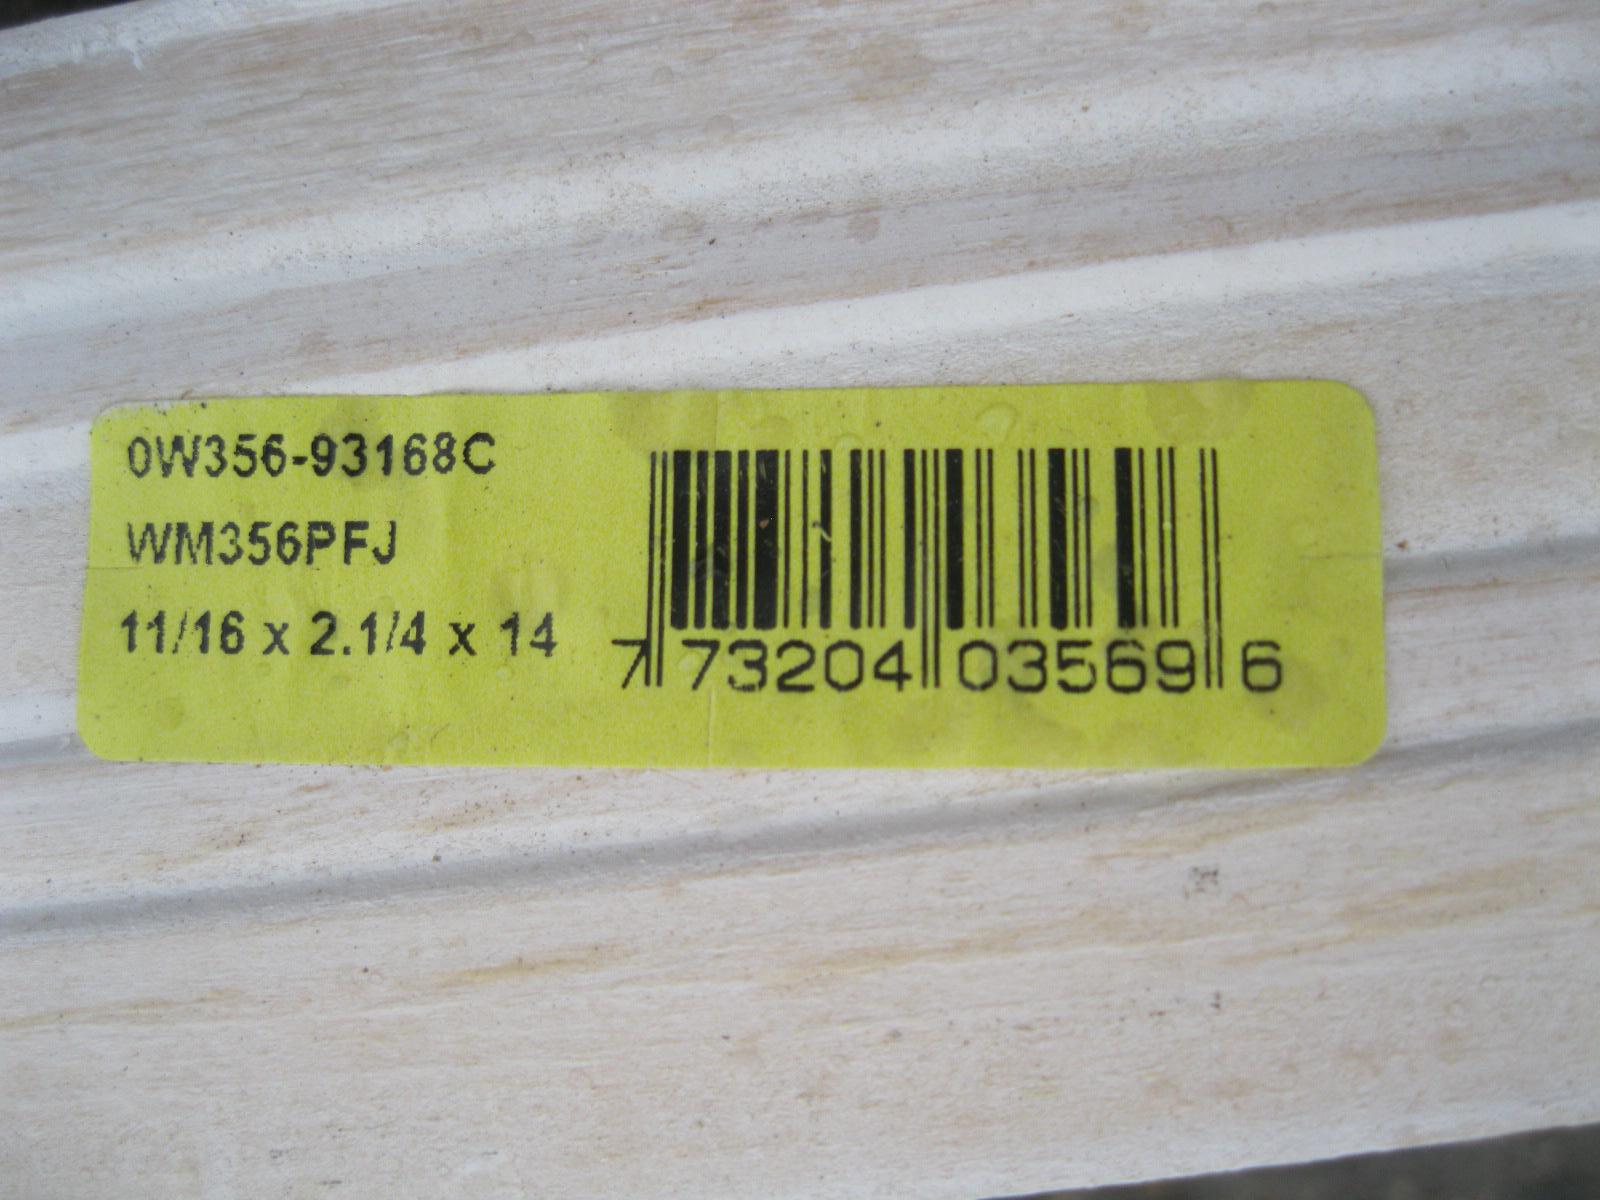 0W356-93168C
WM356PFJ
11/16 x 2.1/4 x 14
7 73204 03569 6